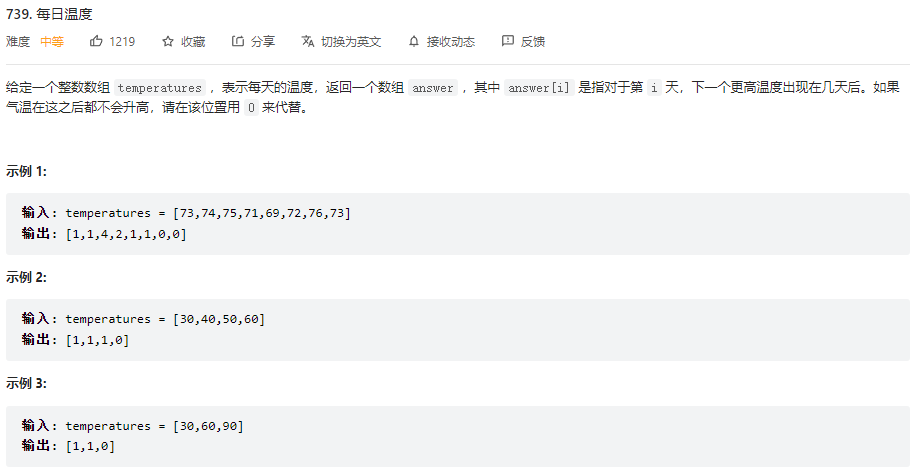 739. 每日温度
难度 中等 1219 收藏 分享 切换为英文 接收动态 反馈
给定一个整数数组 temperatures ，表示每天的温度，返回一个数组 answer ，其中 answer[i] 是指对于第 i 天，下一个更高温度出现在几天后。如果
气温在这之后都不会升高，请在该位置用 0 来代替。
示例 1:
输入: temperatures = [73,74,75,71,69,72,76,73]
输出: [1,1,4,2,1,1,0,0]
示例 2:
输入: temperatures = [30,40,50,60]
输出: [1,1,1,0]
示例 3:
输入: temperatures = [30,60,90]
输出: [1,1,0]